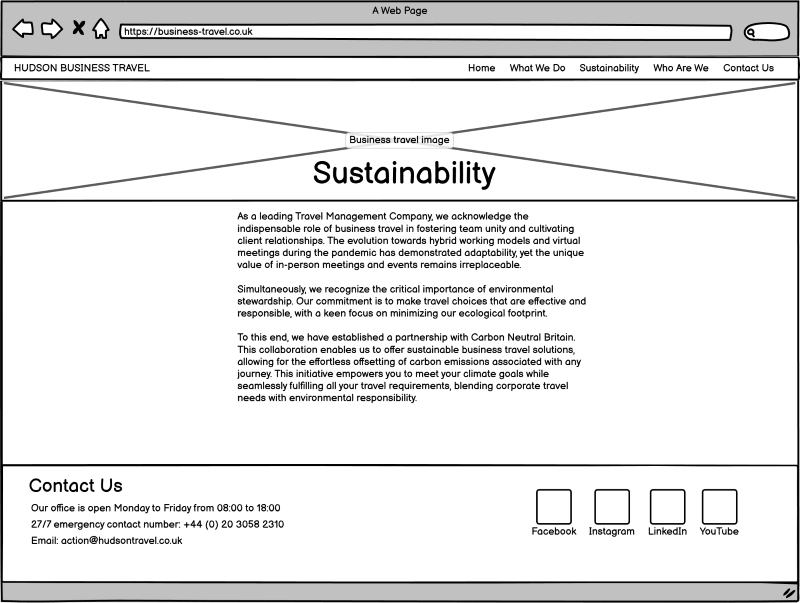 A Web Page
https://business-travel.co.uk
HUDSON BUSINESS TRAVEL Home What We Do Sustainability Who Are We Contact Us
Business travel image
Sustainability
As a leading Travel Management Company, we acknowledge the
indispensable role of business travel in fostering team unity and cultivating
client relationships. The evolution towards hybrid working models and virtual
meetings during the pandemic has demonstrated adaptability, yet the unique
value of in-person meetings and events remains irreplaceable.
Simultaneously, we recognize the critical importance of environmental
stewardship. Our commitment is to make travel choices that are effective and
responsible, with a keen focus on minimizing our ecological footprint.
To this end, we have established a partnership with Carbon Neutral Britain.
This collaboration enables us to offer sustainable business travel solutions,
allowing for the effortless offsetting of carbon emissions associated with any
journey. This initiative empowers you to meet your climate goals while
seamlessly fulfilling all your travel requirements, blending corporate travel
needs with environmental responsibility.
Contact Us
Our office is open Monday to Friday from 08:00 to 18:00
27/7 emergency contact number: +44 (0) 20 3058 2310
Email: action@hudsontravel.co.uk
Facebook Instagram LinkedIn YouTube